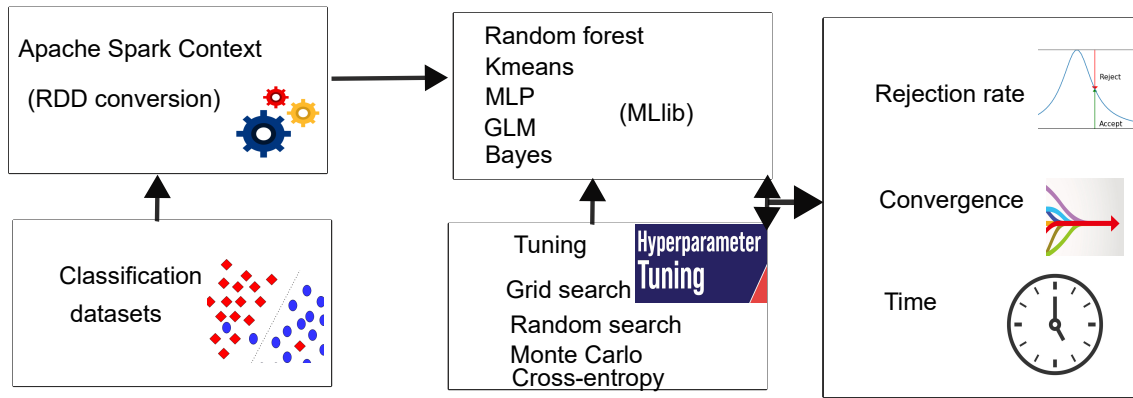 Apache Spark Context
(RDD conversion)
Classification
datasets
Random forest
Kmeans
MLP
(MLlib)
GLM
Bayes
Tuning
Hyperparameter
Tuning
Grid search
Random search
Monte Carlo
Cross-entropy
Rejection rate
Reject
Accept
Convergence
Time